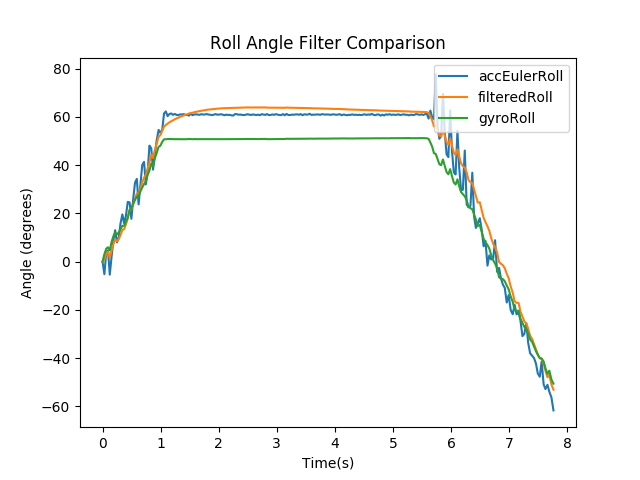 Roll Angle Filter Comparison
accEulerRoll
filteredRoll
gyroRoll
Angle (degrees)
80
60
40
20
0
−20
−40
−60
0 1 2 3 4 5 6 7 8
Time(s)